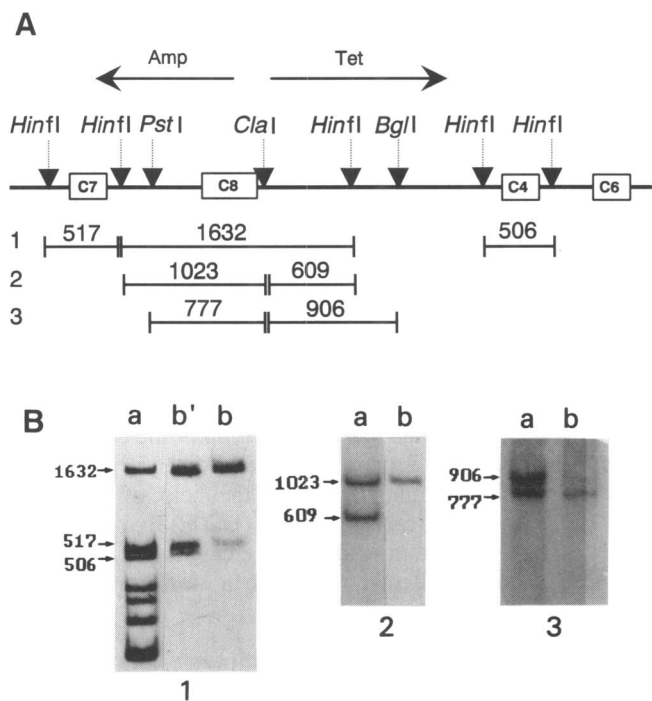 A
Amp Tet
HinfI HinfI PstI ClaI HinfI BglI HinfI HinfI
C7 C8 C4 C6
1 517 1632 506
2 1023 609
3 777 906
B
a b' b
1632
517
506
1
a b
1023
609
2
a b
906
777
3